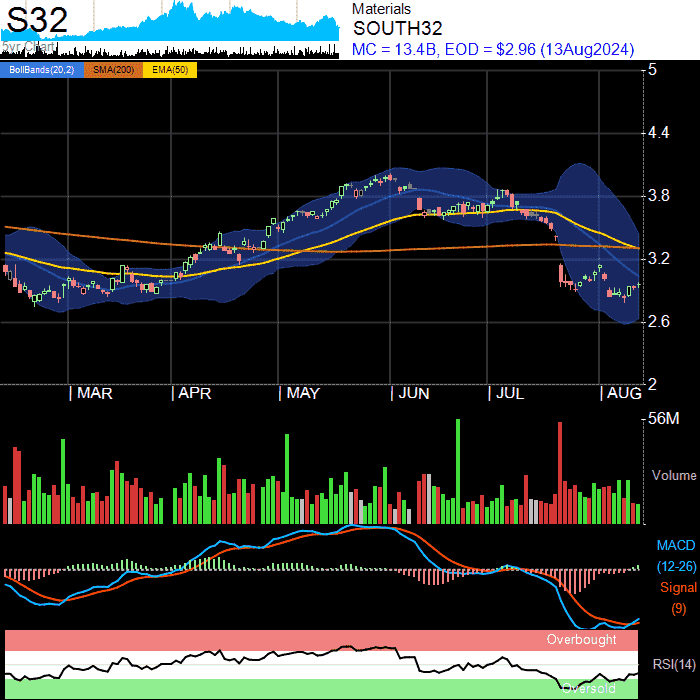 S32
5yr Chart
Materials
SOUTH32
MC = 13.4B, EOD = $2.96 (13Aug2024)
BollBands(20,2) SMA(200) EMA(50)
5
4.4
3.8
3.2
2.6
2
MAR APR MAY JUN JUL AUG
56M
Volume
MACD
(12-26)
Signal
(9)
Overbought
RSI(14)
Oversold